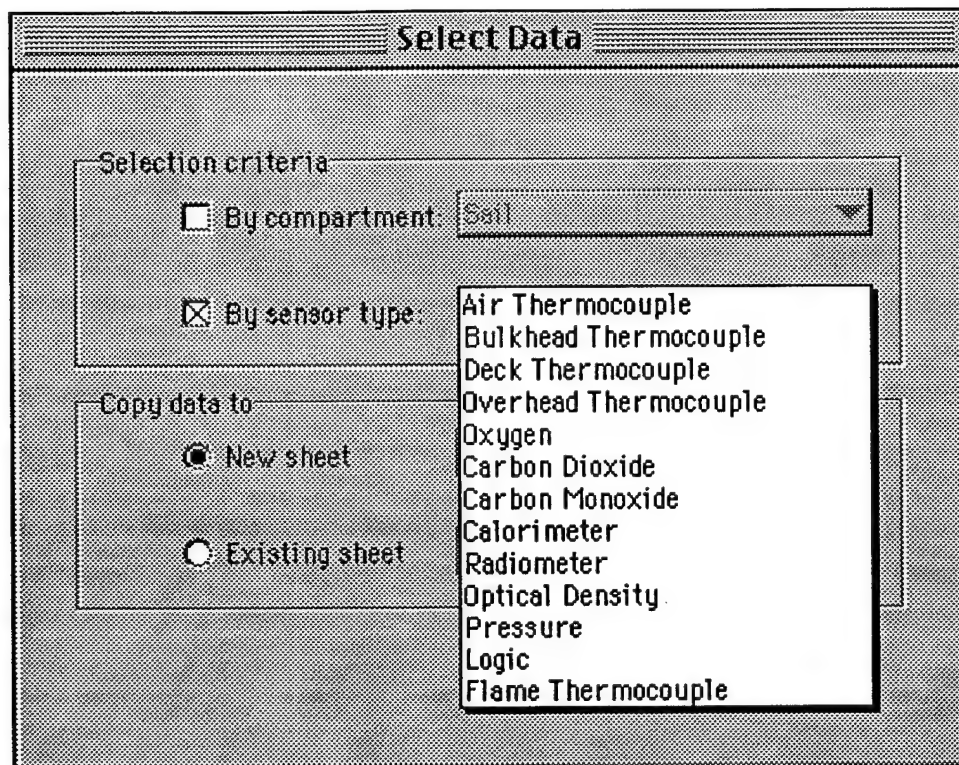 Select Data
Selection criteria
By compartment: Sail
By sensor type:
Air Thermocouple
Bulkhead Thermocouple
Deck Thermocouple
Overhead Thermocouple
Oxygen
Carbon Dioxide
Carbon Monoxide
Calorimeter
Radiometer
Optical Density
Pressure
Logic
Flame Thermocouple
Copy data to
New sheet
Existing sheet